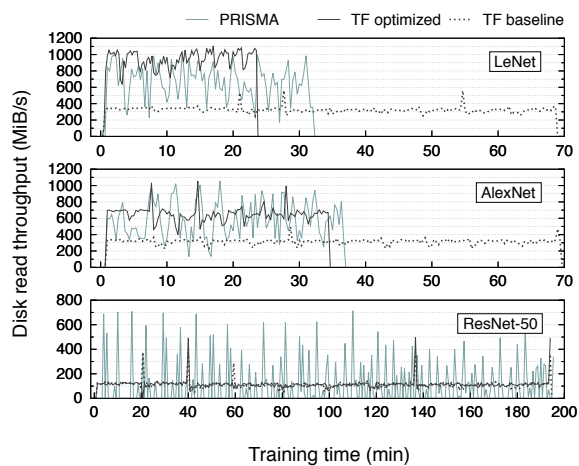 PRISMA TF optimized TF baseline
Disk read throughput (MiB/s)
1200
1000
800
600
400
200
0
LeNet
0 10 20 30 40 50 60 70
1200
1000
800
600
400
200
0
AlexNet
0 10 20 30 40 50 60 70
800
600
400
200
0
ResNet-50
0 20 40 60 80 100 120 140 160 180 200
Training time (min)